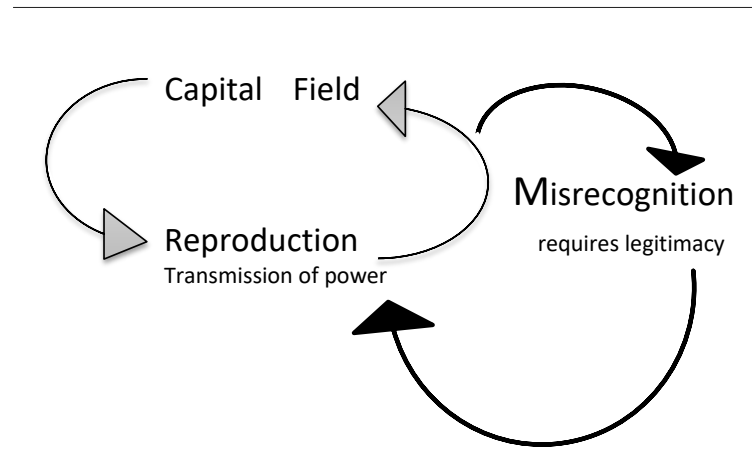 Capital Field
Misrecognition
requires legitimacy
Reproduction
Transmission of power